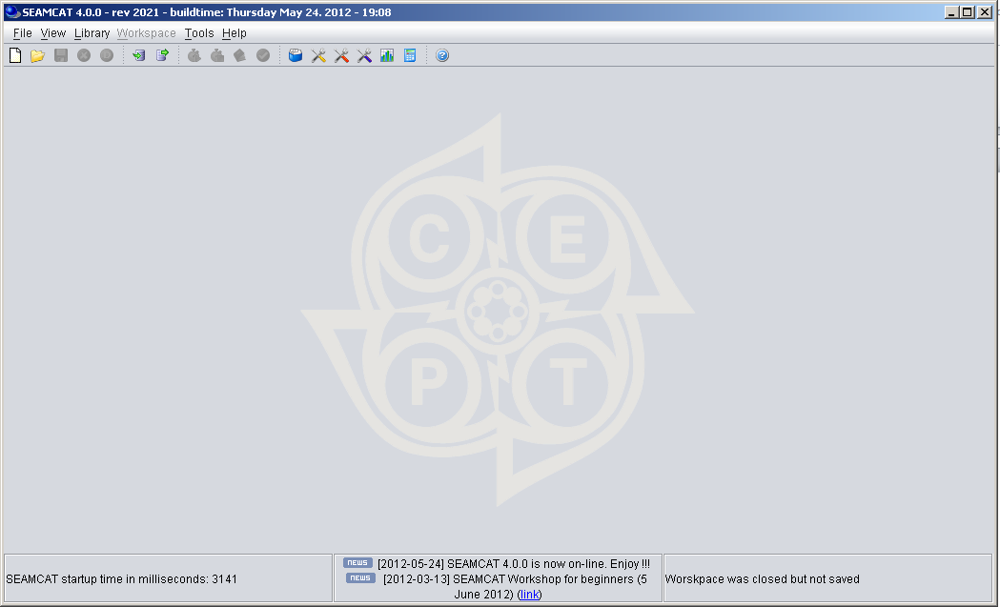 SEAMCAT 4.0.0 - rev 2021 - buildtime: Thursday May 24. 2012 - 19:08
File View Library Workspace Tools Help
C E
P T
SEAMCAT startup time in milliseconds: 3141
NEWS [2012-05-24] SEAMCAT 4.0.0 is now on-line. Enjoy !!!
NEWS [2012-03-13] SEAMCAT Workshop for beginners (5
June 2012) (link)
Worskpace was closed but not saved